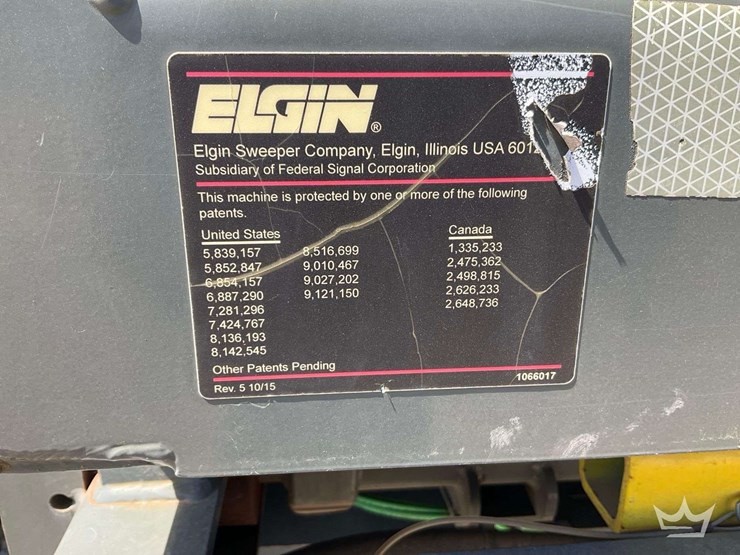 ELGIN®
Elgin Sweeper Company, Elgin, Illinois USA
Subsidiary of Federal Signal Corporation
This machine is protected by one or more of the following
patents.
United States
5,839,157
5,852,847
6,854,157
6,887,290
7,281,296
7,424,767
8,136,193
8,142,545
8,516,699
9,010,467
9,027,202
9,121,150
Canada
1,335,233
2,475,362
2,498,815
2,626,233
2,648,736
Other Patents Pending
Rev. 5 10/15
1066017